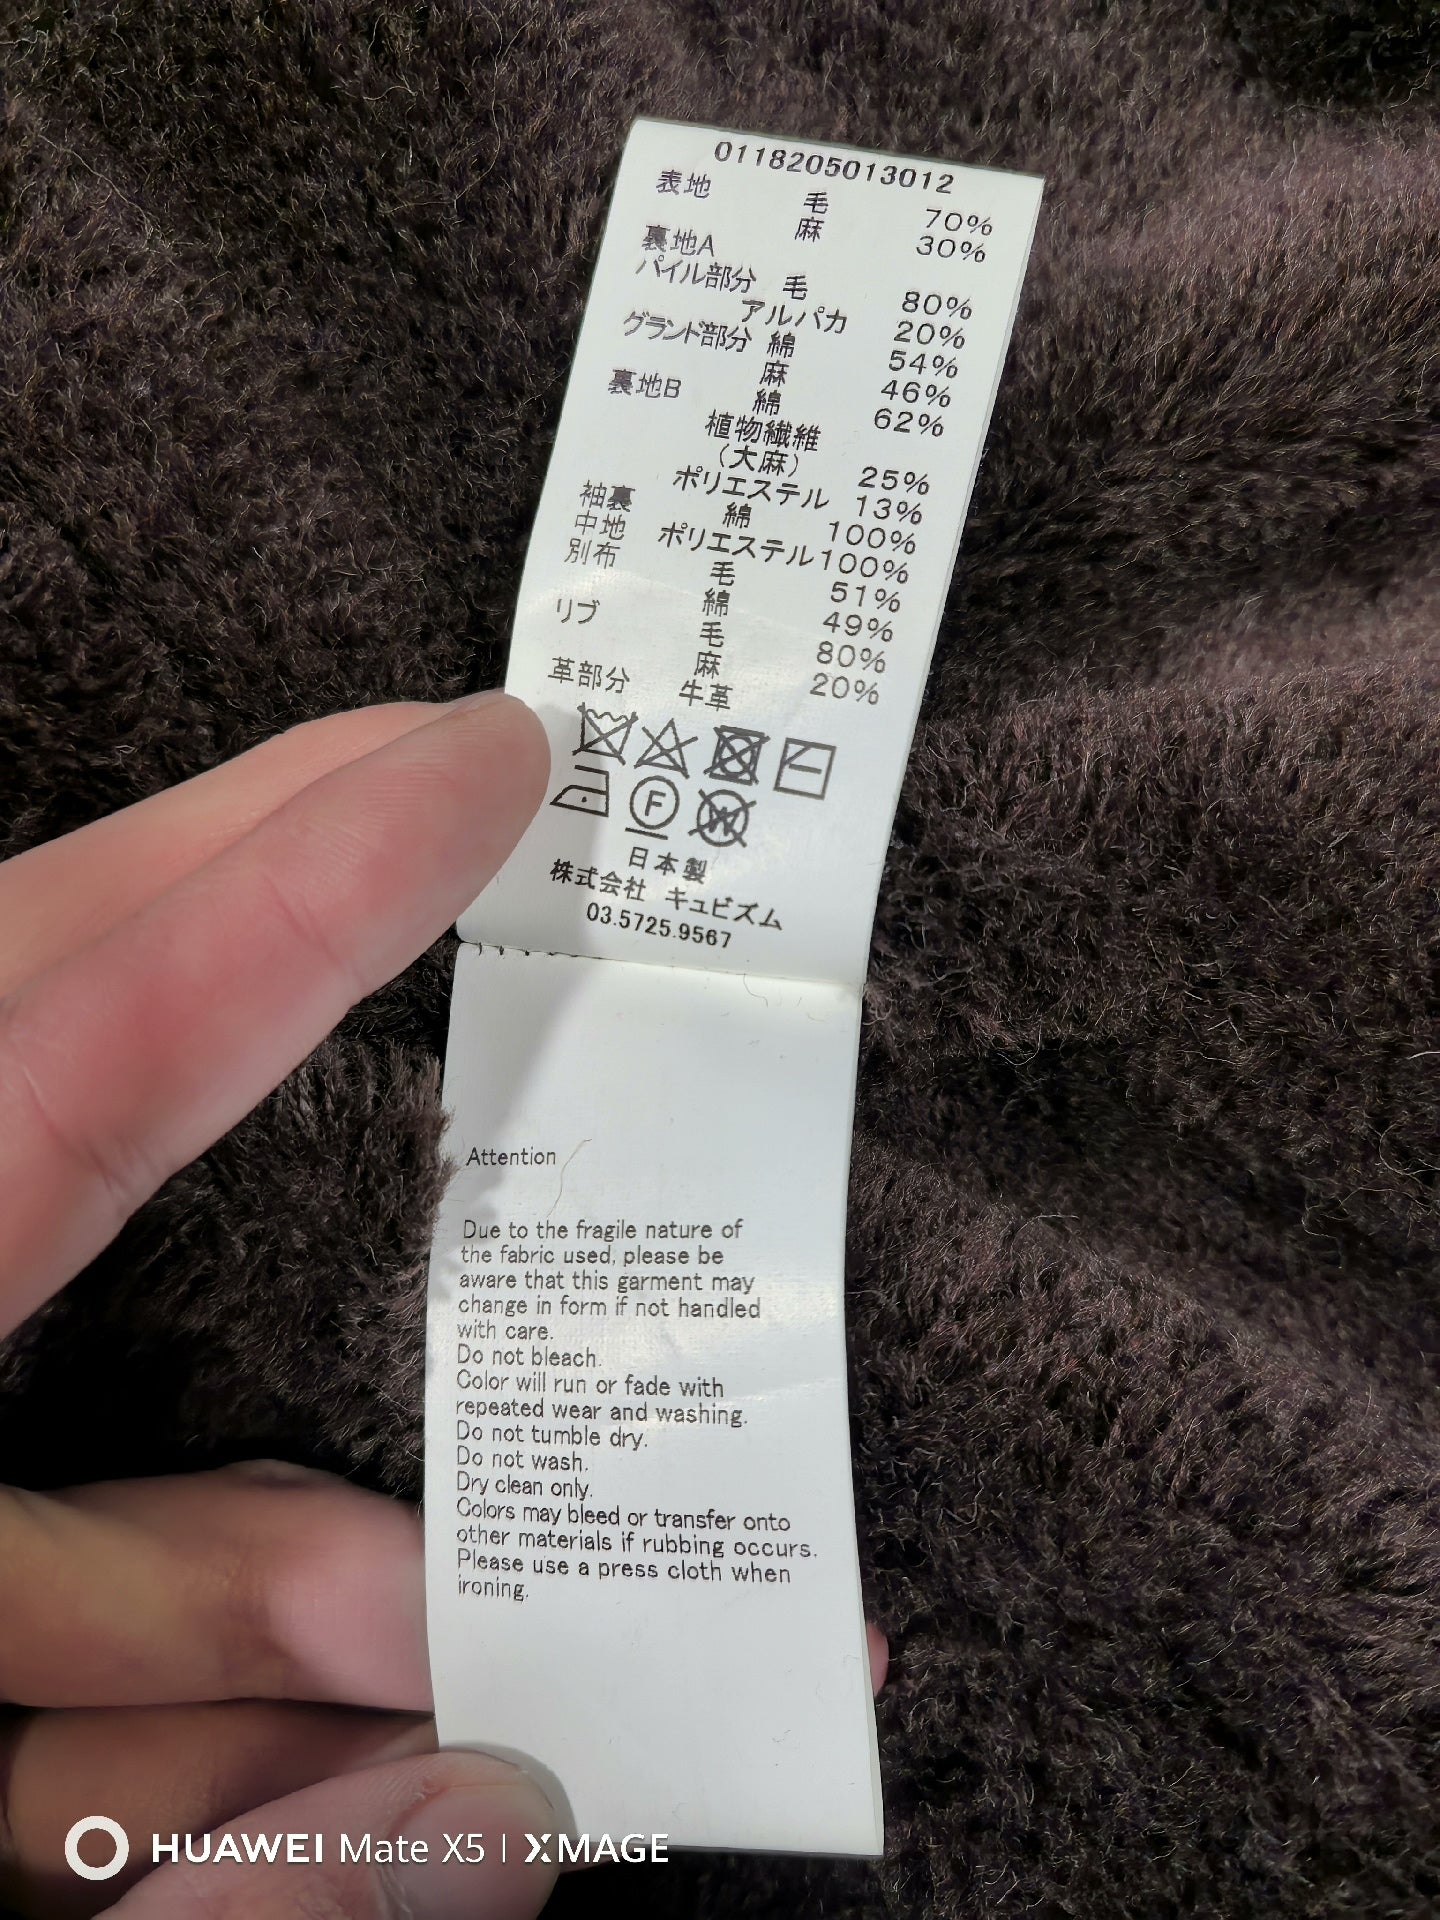 0118205013012
表地 毛 70%
麻 30%
裏地A
パイル部分 毛 80%
アルパカ 20%
グランド部分 綿 54%
麻 46%
裏地B 綿 62%
植物繊維
(大麻) 25%
ポリエステル 13%
袖裏 綿 100%
中地 ポリエステル 100%
別布 毛 51%
綿 49%
リブ 毛 80%
麻 20%
革部分 牛革
F
W
日本製
株式会社 キュビズム
03.5725.9567
Attention
Due to the fragile nature of
the fabric used, please be
aware that this garment may
change in form if not handled
with care.
Do not bleach.
Color will run or fade with
repeated wear and washing.
Do not tumble dry.
Do not wash.
Dry clean only.
Colors may bleed or transfer onto
other materials if rubbing occurs.
Please use a press cloth when
ironing.
HUAWEI Mate X5 | XMAGE